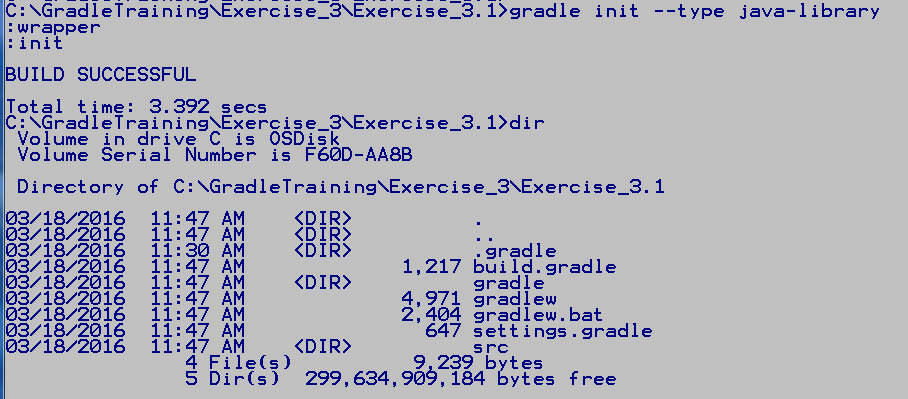 C:\GradleTraining\Exercise_3\Exercise_3.1>gradle init --type java-library
:wrapper
:init
BUILD SUCCESSFUL
Total time: 3.392 secs
C:\GradleTraining\Exercise_3\Exercise_3.1>dir
Volume in drive C is OSDisk
Volume Serial Number is F60D-AA8B
Directory of C:\GradleTraining\Exercise_3\Exercise_3.1
03/18/2016  11:47 AM    <DIR>          .
03/18/2016  11:47 AM    <DIR>          ..
03/18/2016  11:30 AM    <DIR>          .gradle
03/18/2016  11:47 AM             1,217 build.gradle
03/18/2016  11:47 AM    <DIR>          gradle
03/18/2016  11:47 AM             4,971 gradlew
03/18/2016  11:47 AM             2,404 gradlew.bat
03/18/2016  11:47 AM               647 settings.gradle
03/18/2016  11:47 AM    <DIR>          src
4 File(s)          9,239 bytes
5 Dir(s)  299,634,909,184 bytes free